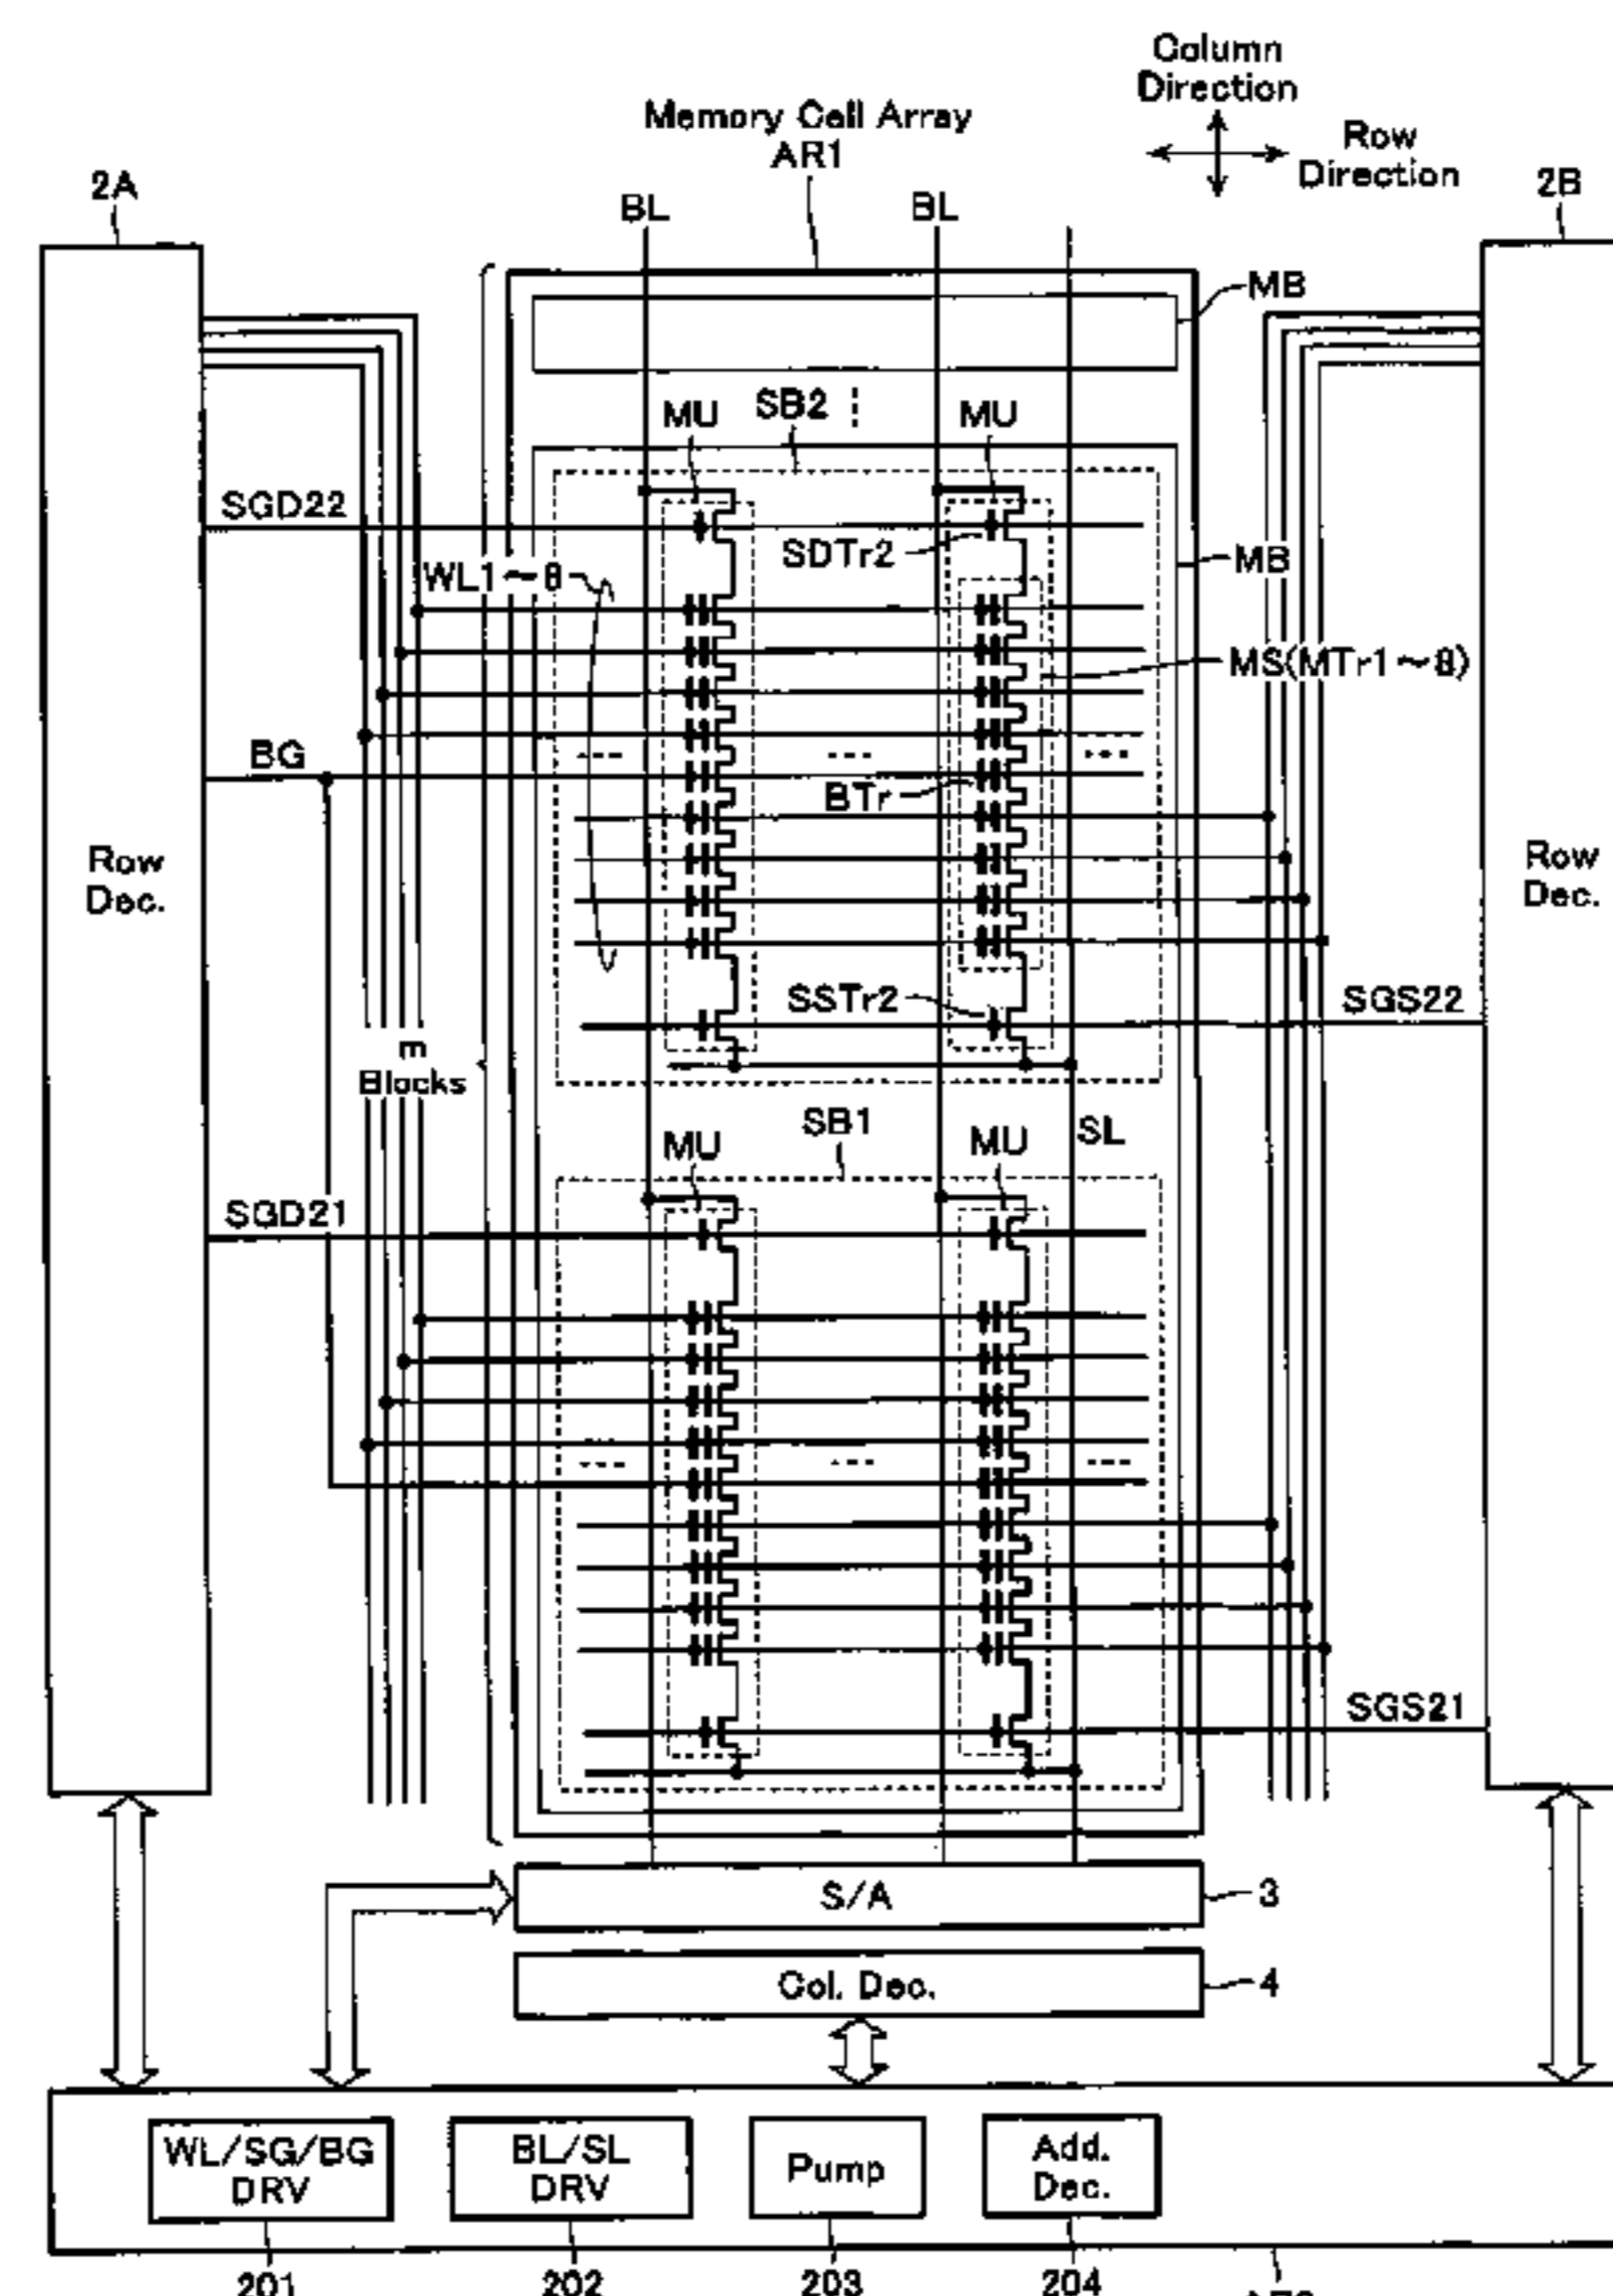 Column
Direction
Memory Cell Array
AR1
Row
Direction
2A
2B
BL
BL
MB
MU
SB2
MU
SGD22
SDTr2
MB
WL1~8
MS(MTr1~8)
BG
BTr
Row
Dec.
Row
Dec.
SSTr2
SGS22
m
Blocks
SB1
MU
MU
SL
SGD21
SGS21
S/A
3
Col. Dec.
4
WL/SG/BG
DRV
BL/SL
DRV
Pump
Add.
Dec.
201
202
203
204